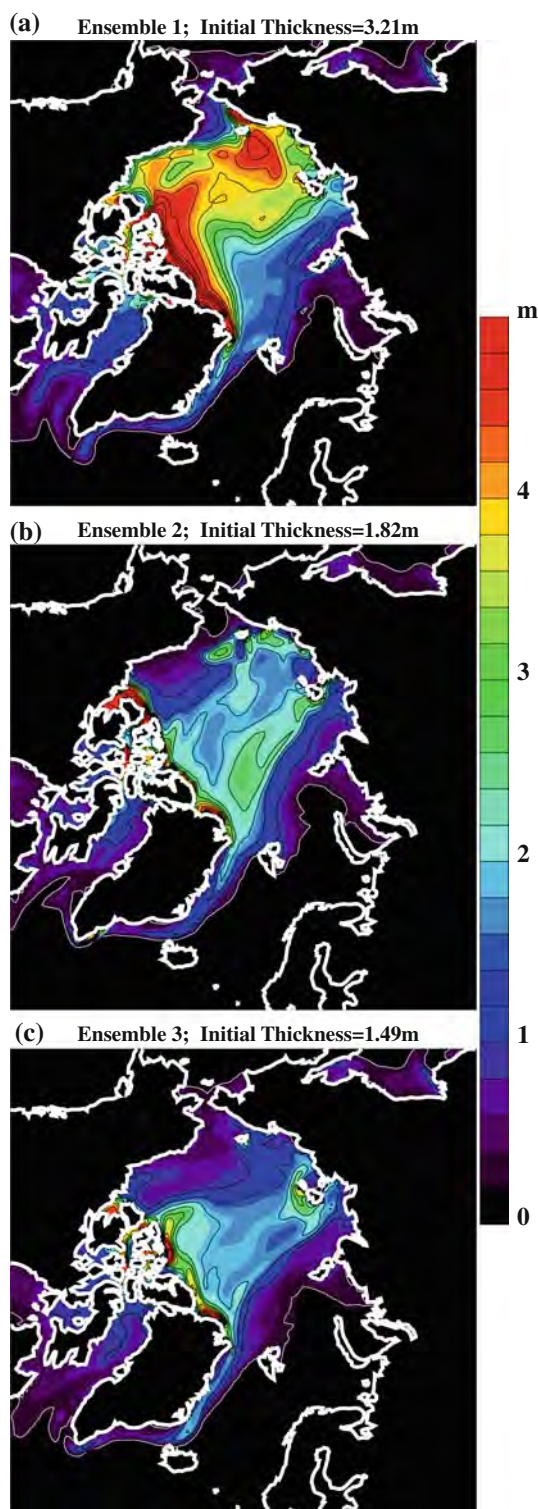 (a) Ensemble 1; Initial Thickness=3.21m
m
4
(b) Ensemble 2; Initial Thickness=1.82m
3
2
(c) Ensemble 3; Initial Thickness=1.49m
1
0